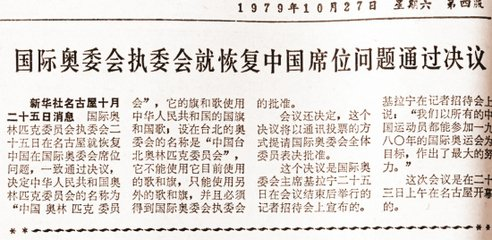 1979年10月27日 星期六 第四版
国际奥委会执委会就恢复中国席位问题通过决议
新华社名古屋十月
二十五日消息 国际奥
林匹克委员会执委会二
十五日在名古屋就恢复
中国在国际奥委会席位
问题，一致通过决议，
决定中华人民共和国奥
林匹克委员会的名称为
“中国 奥林 匹克 委员
会”，它的旗和歌使用
中华人民共和国的国旗
和国歌；设在台北的奥
委会的名称是“中国台
北奥林匹克委员会”，
它不能使用它目前使用
的歌和旗，只能使用另
外的歌和旗，并且必须
得到国际奥委会执委会
的批准。
会议还决定，这个
决议将以通讯投票的方
式提请国际奥委会全体
委员表决批准。
这个决议是国际奥
委会主席基拉宁二十五
日在会议结束后举行的
记者招待会上宣布的。
基拉宁在记者招待会上
说：“我们以所有的中
国运动员都能参加一九
八〇年的国际奥运会为
目标，作出了最大的努
力。”
这次会议是在二十
三日上午在名古屋开幕
的。